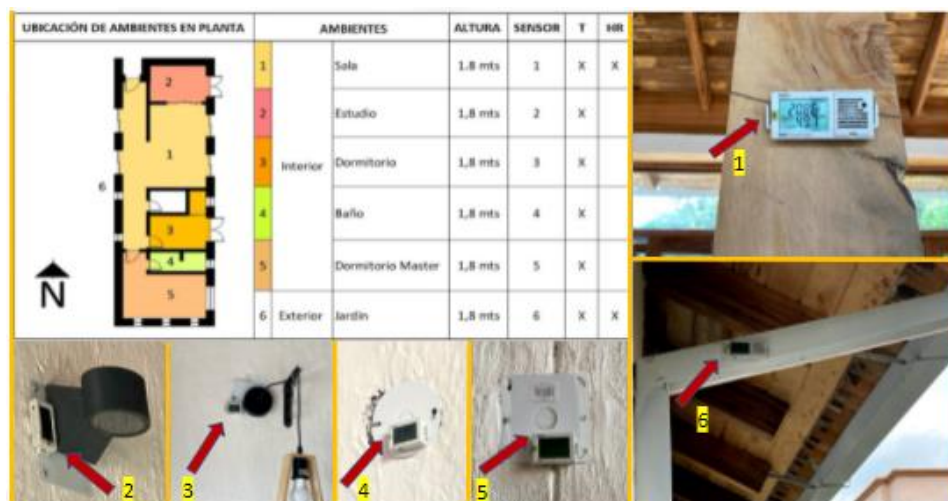 UBICACIÓN DE AMBIENTES EN PLANTA AMBIENTES ALTURA SENSOR T HR
1 Sala 1.8 mts 1 X X
2 Estudio 1,8 mts 2 X
3 Interior Dormitorio 1,8 mts 3 X
4 Baño 1,8 mts 4 X
5 Dormitorio Master 1,8 mts 5 X
6 Exterior Jardín 1,8 mts 6 X X
2
1
6
3
4
5
N
1
6
2
3
4
5